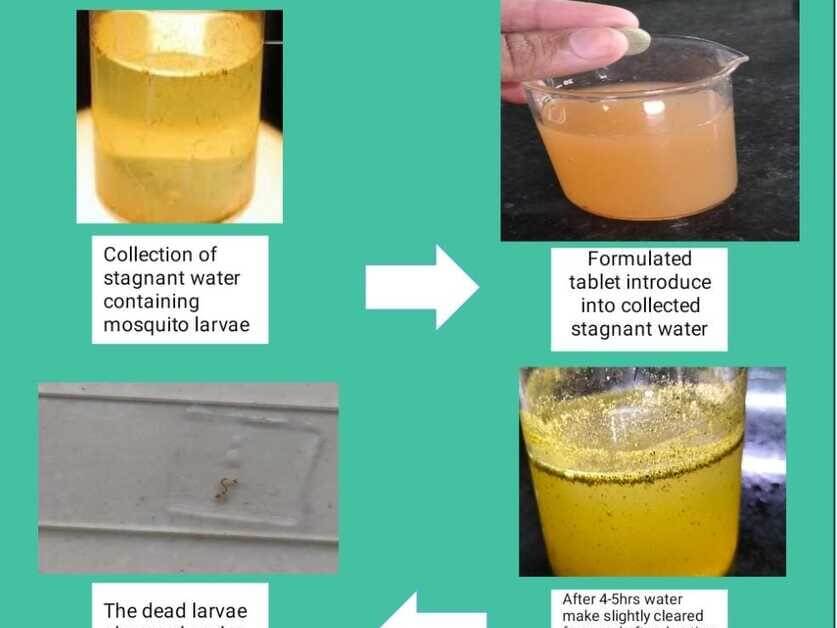 Collection of
stagnant water
containing
mosquito larvae
Formulated
tablet introduce
into collected
stagnant water
The dead larvae
After 4-5hrs water
make slightly cleared